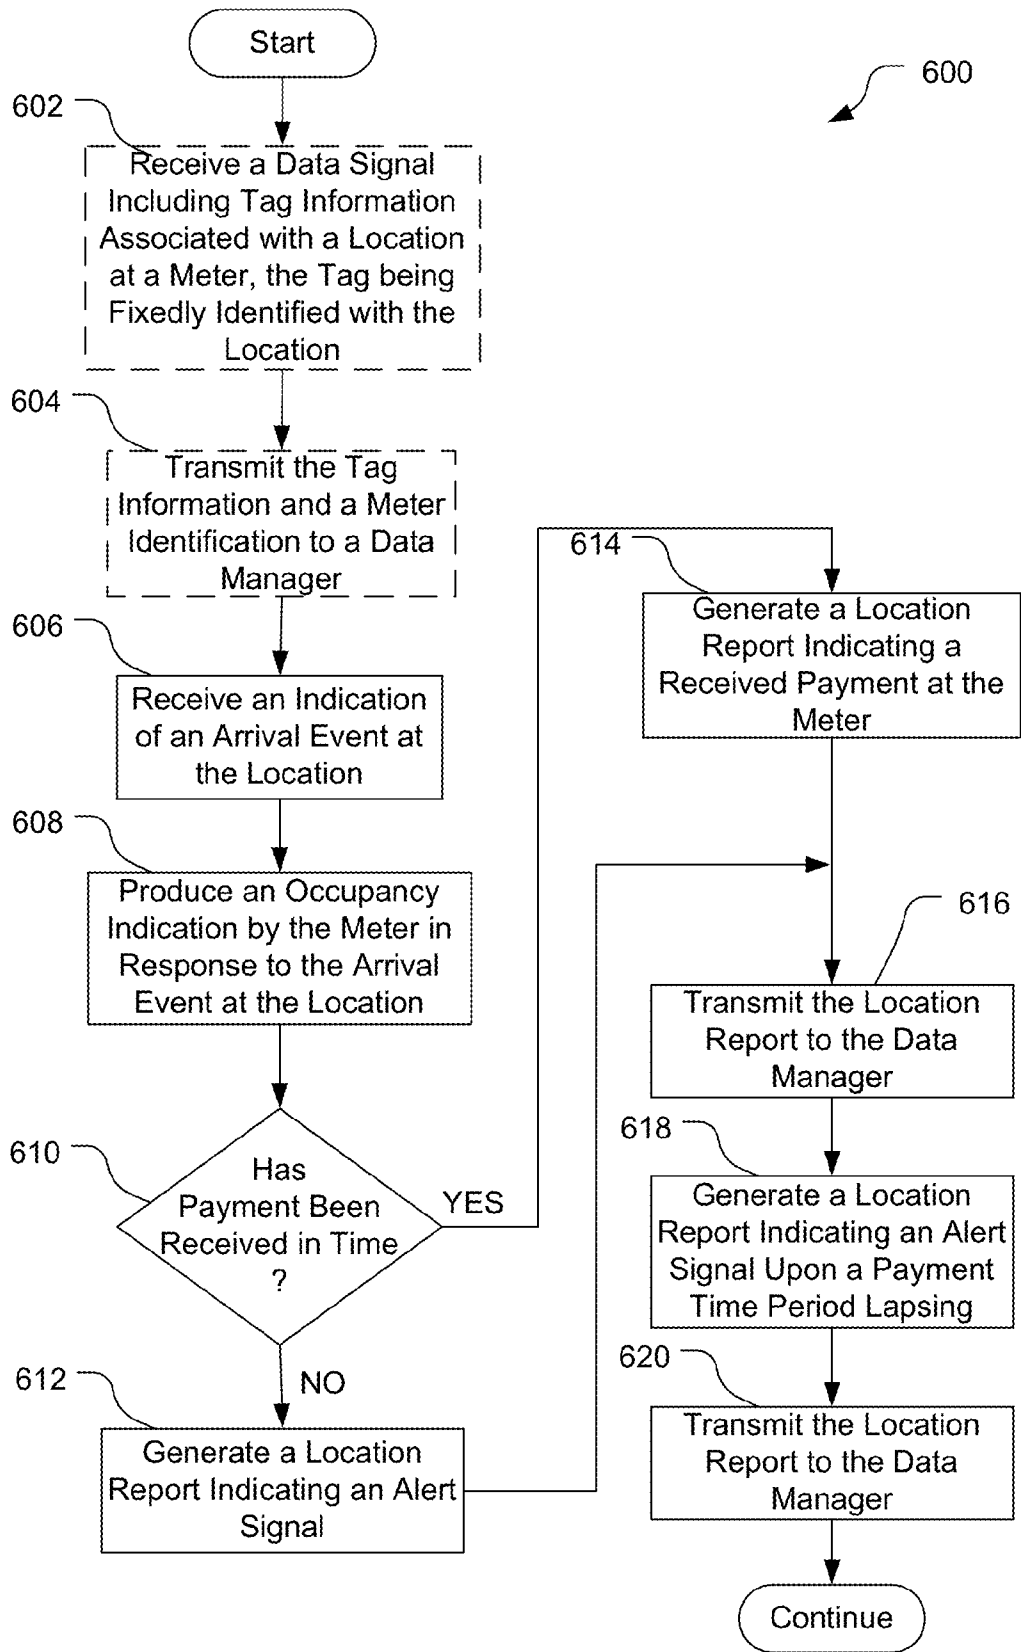 Start
600
602
Receive a Data Signal
Including Tag Information
Associated with a Location
at a Meter, the Tag being
Fixedly Identified with the
Location
604
Transmit the Tag
Information and a Meter
Identification to a Data
Manager
606
Receive an Indication
of an Arrival Event at
the Location
608
Produce an Occupancy
Indication by the Meter in
Response to the Arrival
Event at the Location
610
Has
Payment Been
Received in Time
?
YES
NO
612
Generate a Location
Report Indicating an Alert
Signal
614
Generate a Location
Report Indicating a
Received Payment at the
Meter
616
Transmit the Location
Report to the Data
Manager
618
Generate a Location
Report Indicating an Alert
Signal Upon a Payment
Time Period Lapsing
620
Transmit the Location
Report to the Data
Manager
Continue